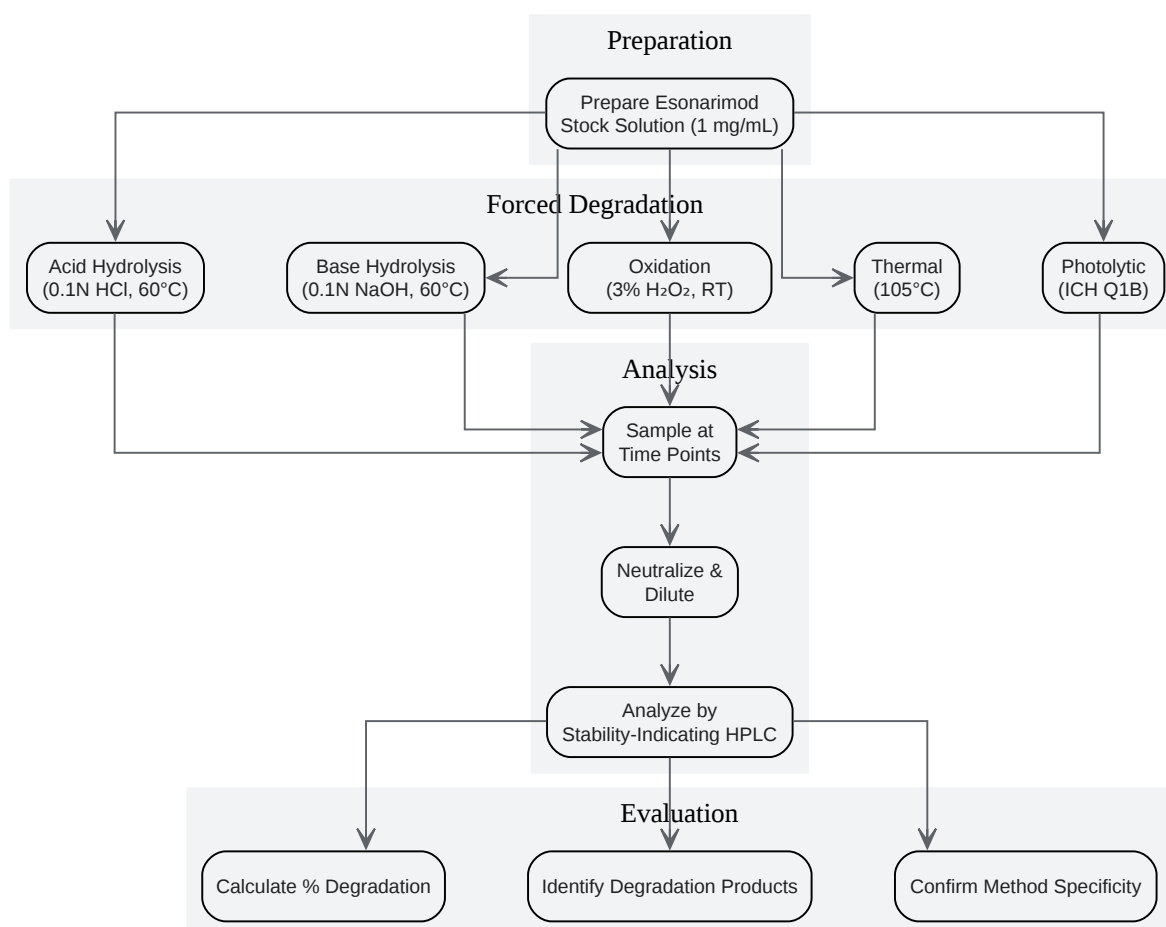 Preparation
Prepare Esonarimod
Stock Solution (1 mg/mL)
Forced Degradation
Acid Hydrolysis
(0.1N HCl, 60°C)
Base Hydrolysis
(0.1N NaOH, 60°C)
Oxidation
(3% H₂O₂, RT)
Thermal
(105°C)
Photolytic
(ICH Q1B)
Analysis
Sample at
Time Points
Neutralize &
Dilute
Analyze by
Stability-Indicating HPLC
Evaluation
Calculate % Degradation
Identify Degradation Products
Confirm Method Specificity